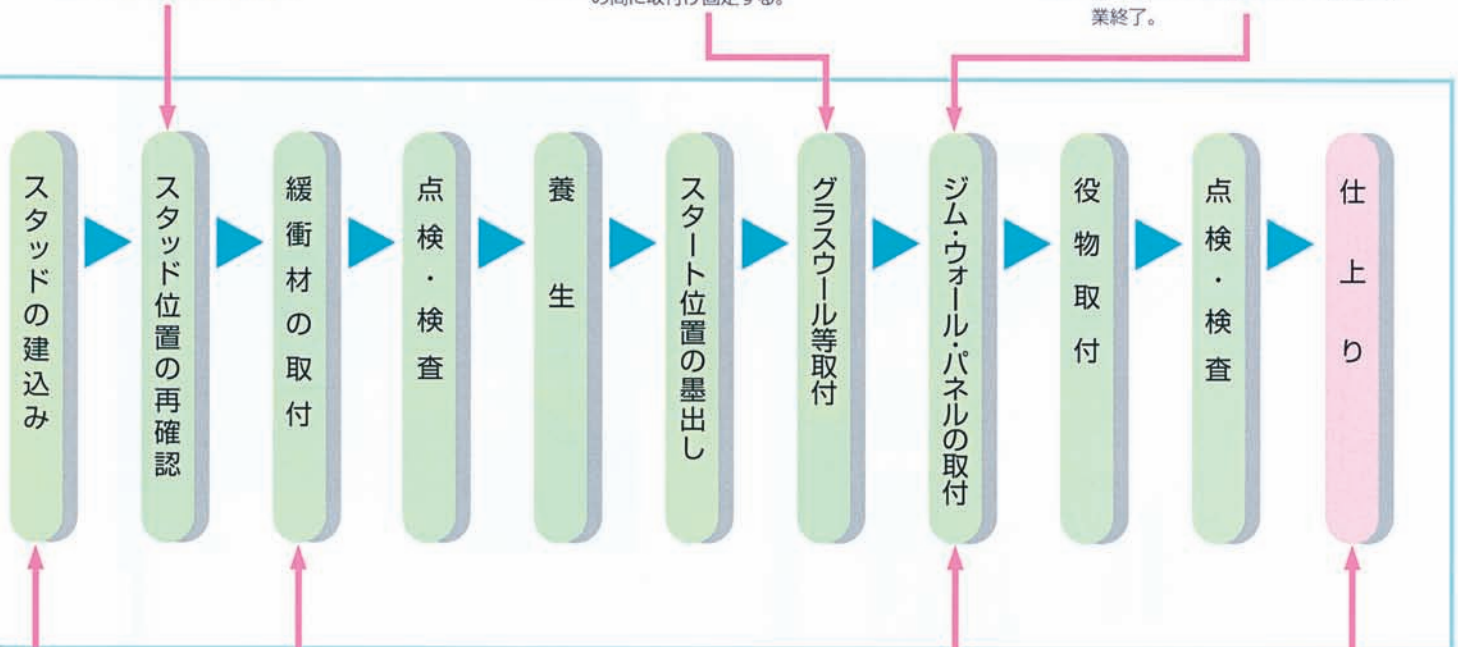 の間に取付け固定する。
業終了。
スタッドの建込み
スタッド位置の再確認
緩衝材の取付
点検・検査
養生
スタート位置の墨出し
グラスウール等取付
ジム・ウォール・パネルの取付
役物取付
点検・検査
仕上り